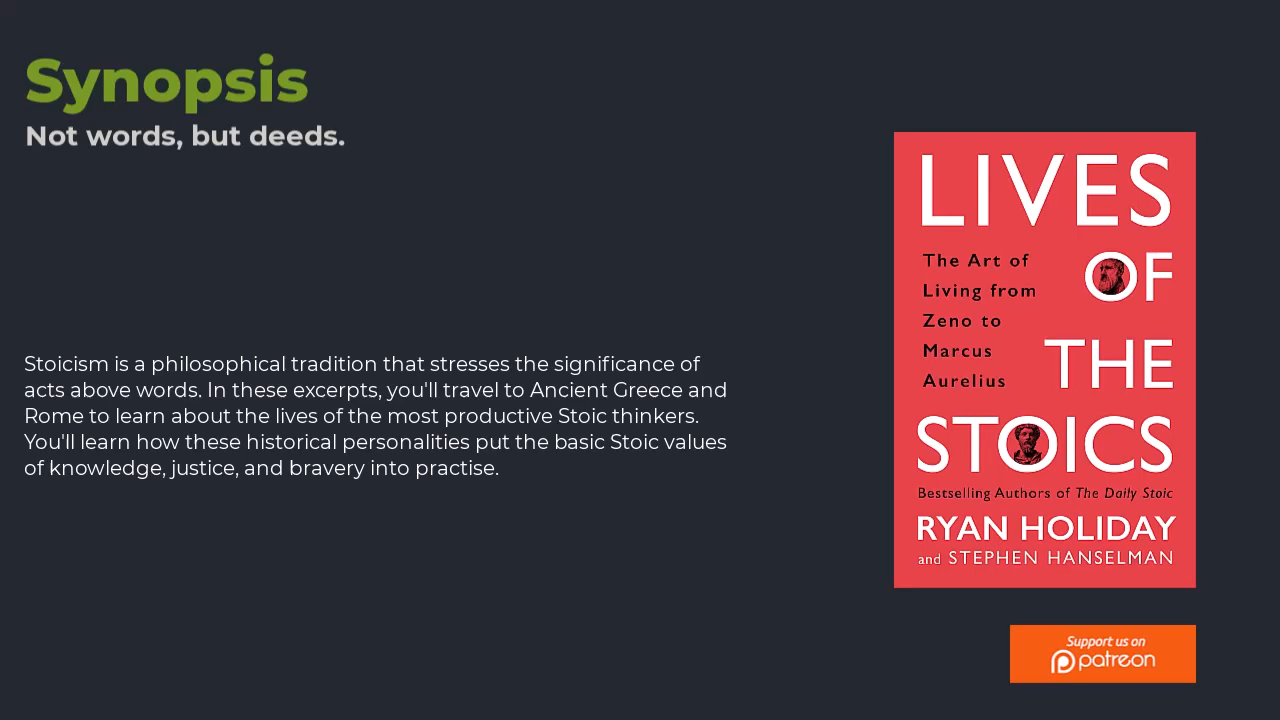 Synopsis
Not words, but deeds.
Stoicism is a philosophical tradition that stresses the significance of
acts above words. In these excerpts, you'll travel to Ancient Greece and
Rome to learn about the lives of the most productive Stoic thinkers.
You'll learn how these historical personalities put the basic Stoic values
of knowledge, justice, and bravery into practise.
LIVES
OF
THE
STOICS
The Art of
Living from
Zeno to
Marcus
Aurelius
Bestselling Authors of The Daily Stoic
RYAN HOLIDAY
and STEPHEN HANSELMAN
Support us on
patreon